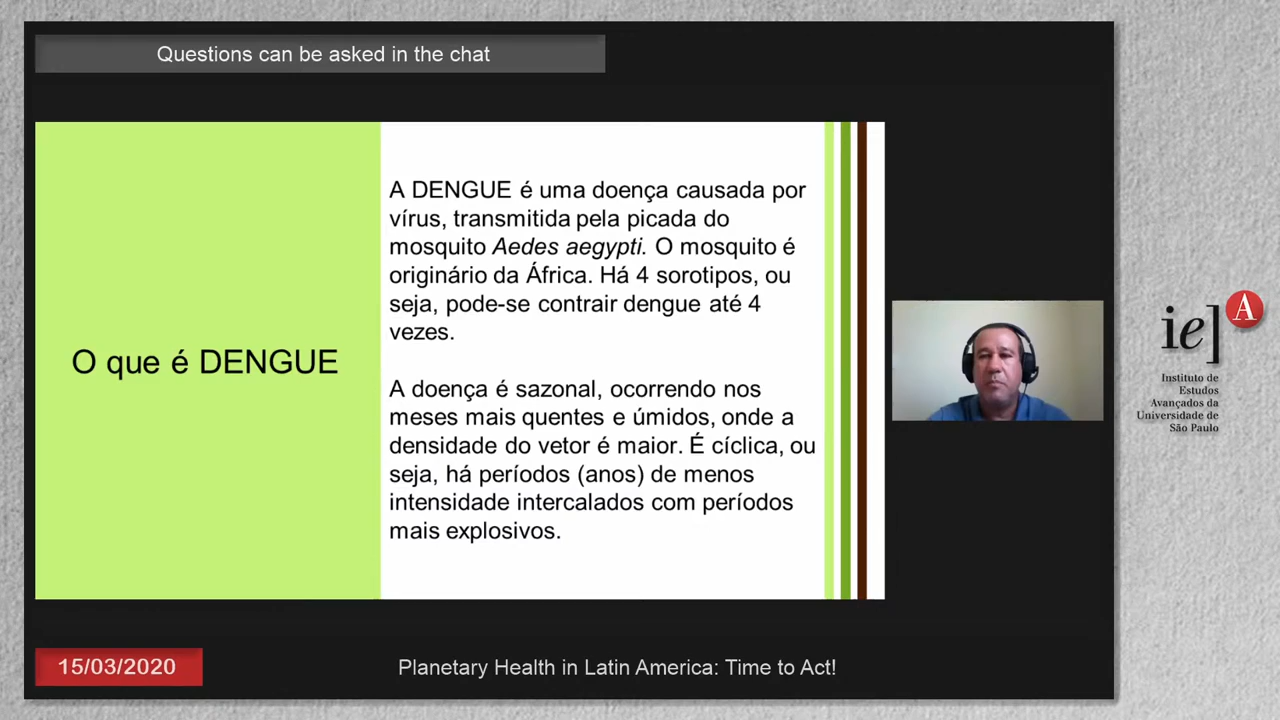 Questions can be asked in the chat
O que é DENGUE
A DENGUE é uma doença causada por
vírus, transmitida pela picada do
mosquito Aedes aegypti. O mosquito é
originário da África. Há 4 sorotipos, ou
seja, pode-se contrair dengue até 4
vezes.
A doença é sazonal, ocorrendo nos
meses mais quentes e úmidos, onde a
densidade do vetor é maior. É cíclica, ou
seja, há períodos (anos) de menos
intensidade intercalados com períodos
mais explosivos.
ie] A
Instituto de
Estudos
Avançados da
Universidade de
São Paulo
15/03/2020
Planetary Health in Latin America: Time to Act!